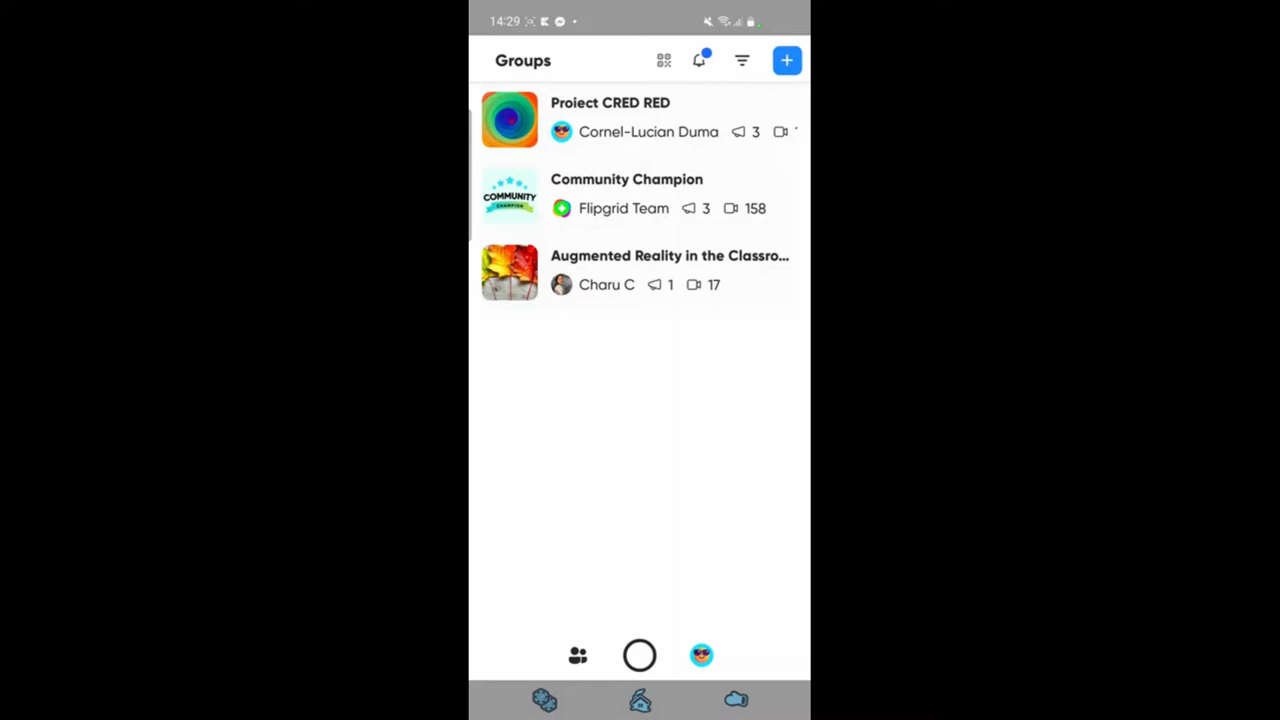 14:29
Groups
Proiect CRED RED
Cornel-Lucian Duma 3
COMMUNITY
CHAMPION
Community Champion
Flipgrid Team 3 158
Augmented Reality in the Classro...
Charu C 1 17